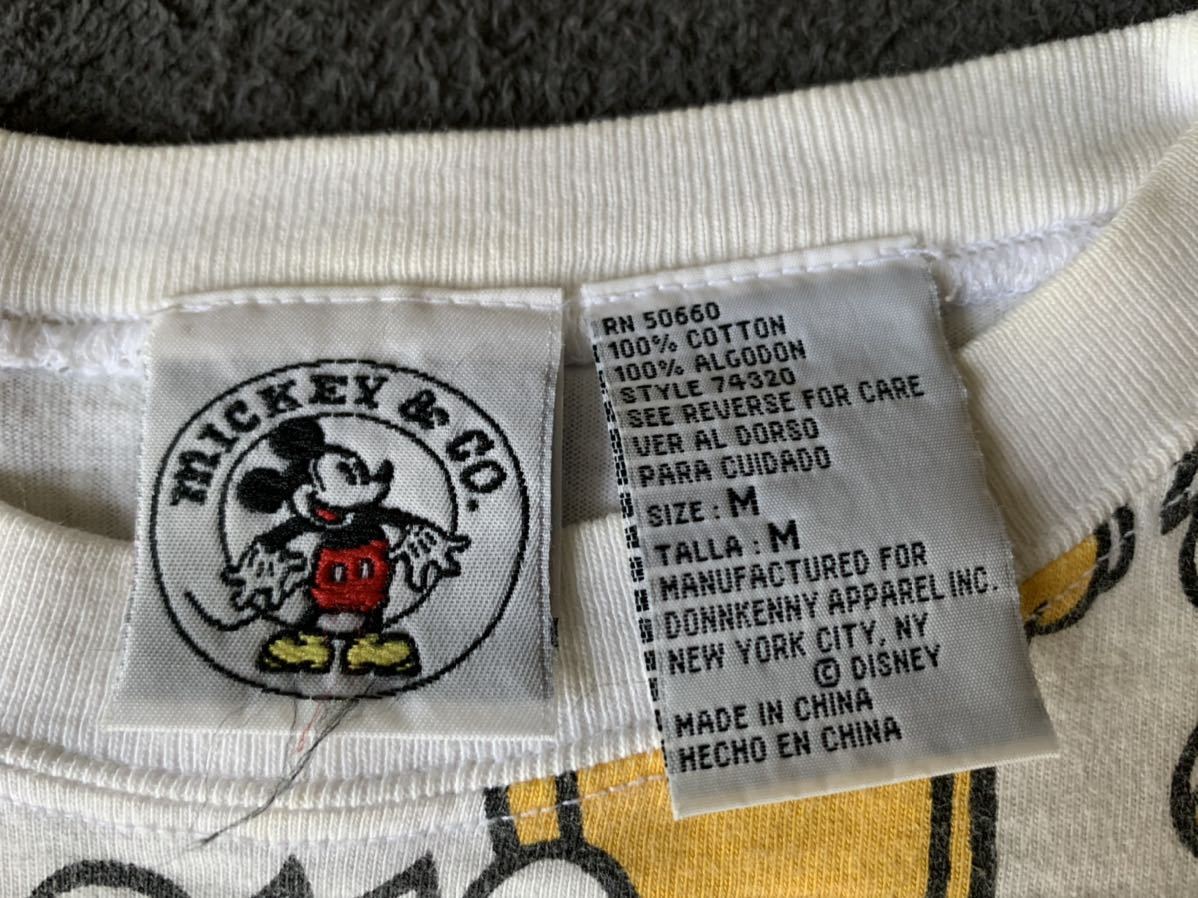 MICKEY & CO.
RN 50660
100% COTTON
100% ALGODON
STYLE 74320
SEE REVERSE FOR CARE
VER AL DORSO
PARA CUIDADO
SIZE : M
TALLA : M
MANUFACTURED FOR
DONNKENNY APPAREL INC.
NEW YORK CITY, NY
© DISNEY
MADE IN CHINA
HECHO EN CHINA